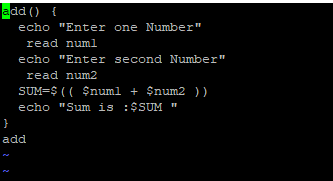 add() {
  echo "Enter one Number"
   read num1
  echo "Enter second Number"
   read num2
  SUM=$(( $num1 + $num2 ))
  echo "Sum is :$SUM "
}
add
~
~